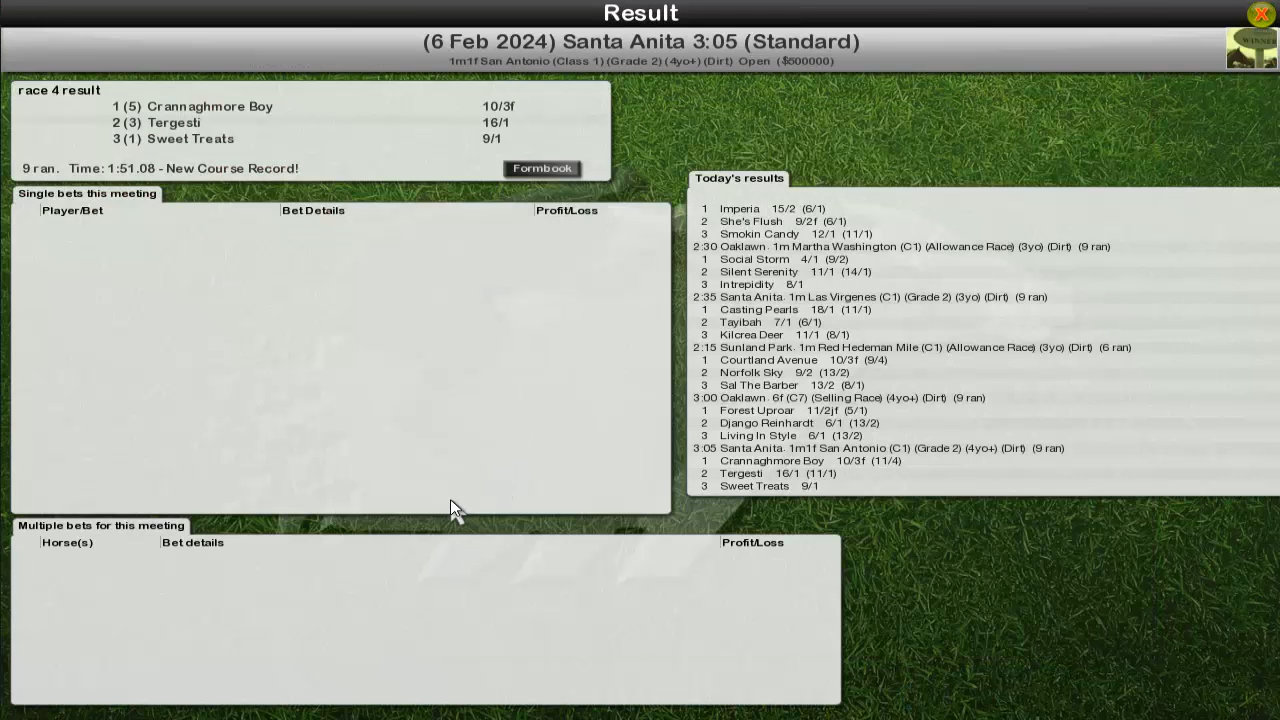 Result
(6 Feb 2024) Santa Anita 3:05 (Standard)
1m1f San Antonio (Class 1) (Grade 2) (4yo+) (Dirt) Open ($500000)
WINNER
race 4 result
1 (5) Crannaghmore Boy 10/3f
2 (3) Tergesti 16/1
3 (1) Sweet Treats 9/1
9 ran. Time: 1:51.08 - New Course Record!
Formbook
Single bets this meeting
Player/Bet Bet Details Profit/Loss
Today's results
1 Imperia 15/2 (6/1)
2 She's Flush 9/2f (6/1)
3 Smokin Candy 12/1 (11/1)
2:30 Oaklawn. 1m Martha Washington (C1) (Allowance Race) (3yo) (Dirt) (9 ran)
1 Social Storm 4/1 (9/2)
2 Silent Serenity 11/1 (14/1)
3 Intrepidity 8/1
2:35 Santa Anita. 1m Las Virgenes (C1) (Grade 2) (3yo) (Dirt) (9 ran)
1 Casting Pearls 18/1 (11/1)
2 Tayibah 7/1 (6/1)
3 Kilcrea Deer 11/1 (8/1)
2:15 Sunland Park. 1m Red Hedeman Mile (C1) (Allowance Race) (3yo) (Dirt) (6 ran)
1 Courtland Avenue 10/3f (9/4)
2 Norfolk Sky 9/2 (13/2)
3 Sal The Barber 13/2 (8/1)
3:00 Oaklawn. 6f (C7) (Selling Race) (4yo+) (Dirt) (9 ran)
1 Forest Uproar 11/2jf (5/1)
2 Django Reinhardt 6/1 (13/2)
3 Living In Style 6/1 (13/2)
3:05 Santa Anita. 1m1f San Antonio (C1) (Grade 2) (4yo+) (Dirt) (9 ran)
1 Crannaghmore Boy 10/3f (11/4)
2 Tergesti 16/1 (11/1)
3 Sweet Treats 9/1
Multiple bets for this meeting
Horse(s) Bet details Profit/Loss